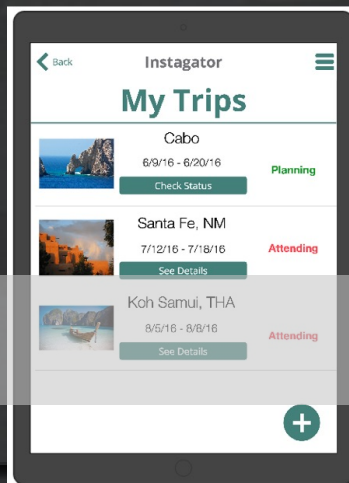 Back
Instagator
My Trips
Cabo
6/9/16 - 6/20/16
Planning
Check Status
Santa Fe, NM
7/12/16 - 7/18/16
Attending
See Details
Koh Samui, THA
8/5/16 - 8/8/16
Attending
See Details